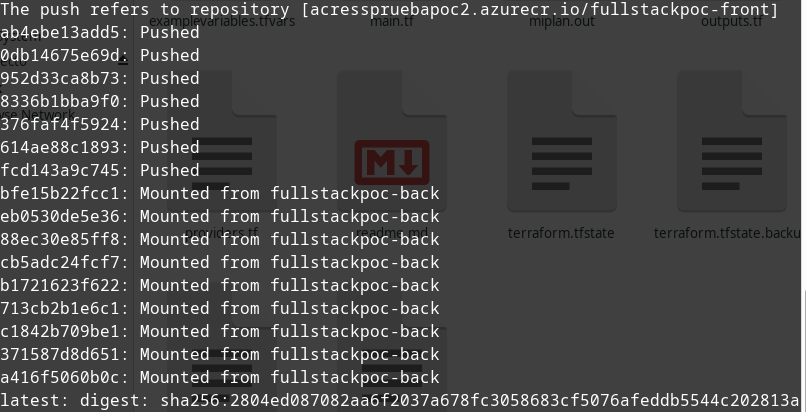 The push refers to repository [acresspruebapoc2.azurecr.io/fullstackpoc-front]
ab4ebe13add5: Pushed
0db14675e69d: Pushed
952d33ca8b73: Pushed
8336b1bba9f0: Pushed
376faf4f5924: Pushed
614ae88c1893: Pushed
fcd143a9c745: Pushed
bfe15b22fcc1: Mounted from fullstackpoc-back
eb0530de5e36: Mounted from fullstackpoc-back
88ec30e85ff8: Mounted from fullstackpoc-back
cb5adc24fcf7: Mounted from fullstackpoc-back
b1721623f622: Mounted from fullstackpoc-back
713cb2b1e6c1: Mounted from fullstackpoc-back
c1842b709be1: Mounted from fullstackpoc-back
371587d8d651: Mounted from fullstackpoc-back
a416f5060b0c: Mounted from fullstackpoc-back
latest: digest: sha256:2804ed087082aa6f2037a678fc3058683cf5076afeddb5544c202813a
examplevariables.tfvars
main.tf
miplan.out
outputs.tf
providers.tf
readme.md
terraform.tfstate
terraform.tfstate.backu